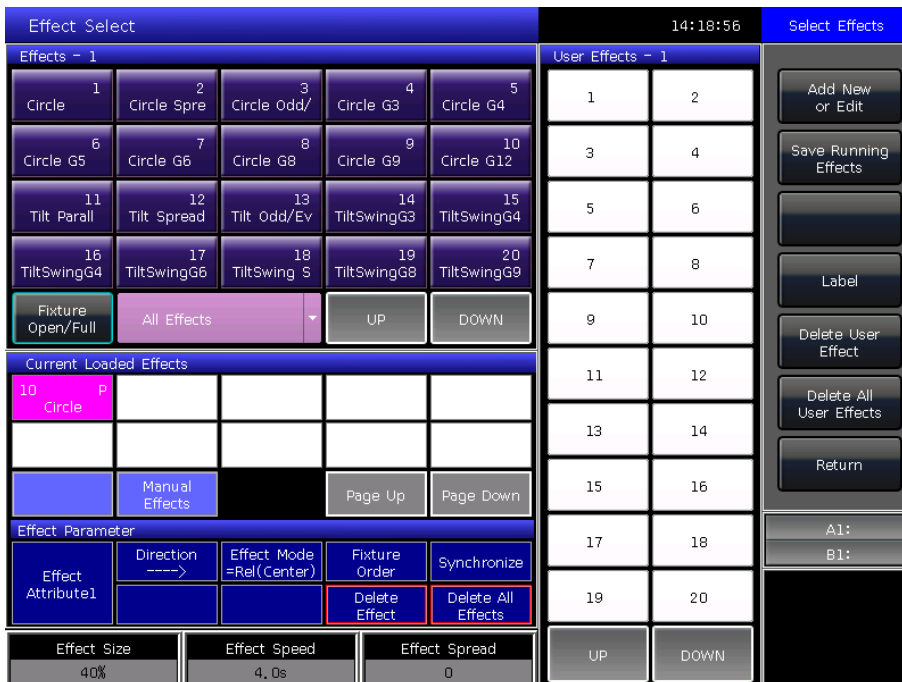 Effect Select
14:18:56
Select Effects
Effects - 1
1
Circle
2
Circle Spre
3
Circle Odd/
4
Circle G3
5
Circle G4
6
Circle G5
7
Circle G6
8
Circle G8
9
Circle G9
10
Circle G12
11
Tilt Parall
12
Tilt Spread
13
Tilt Odd/Ev
14
TiltSwingG3
15
TiltSwingG4
16
TiltSwingG4
17
TiltSwingG6
18
TiltSwing S
19
TiltSwingG8
20
TiltSwingG9
Fixture
Open/Full
All Effects
UP
DOWN
Current Loaded Effects
10 P
Circle
Manual
Effects
Page Up
Page Down
Effect Parameter
Effect
Attribute1
Direction
---->
Effect Mode
=Rel(Center)
Fixture
Order
Synchronize
Delete
Effect
Delete All
Effects
Effect Size
40%
Effect Speed
4.0s
Effect Spread
0
User Effects - 1
1
2
3
4
5
6
7
8
9
10
11
12
13
14
15
16
17
18
19
20
UP
DOWN
Add New
or Edit
Save Running
Effects
Label
Delete User
Effect
Delete All
User Effects
Return
A1:
B1: